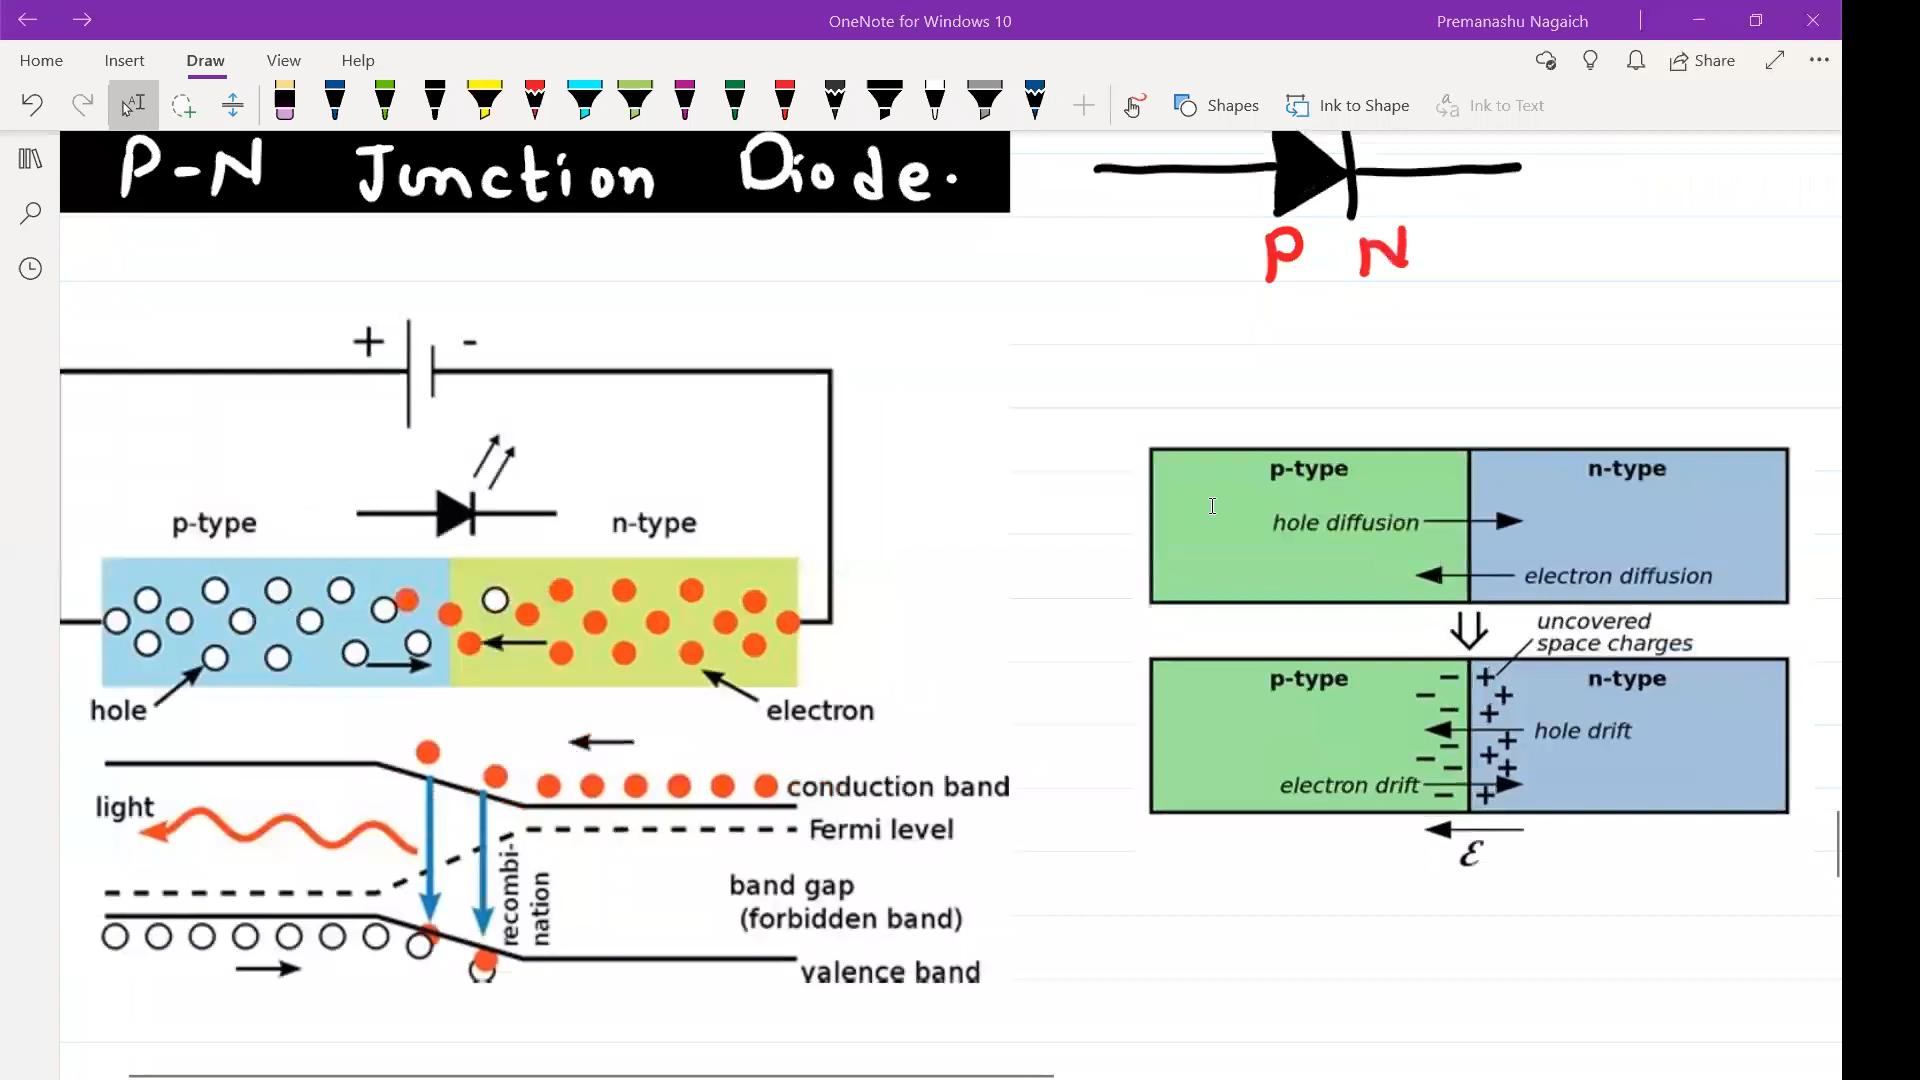 OneNote for Windows 10
Premanashu Nagaich
Home Insert Draw View Help
Share
Shapes
Ink to Shape
Ink to Text
P-N Junction Diode.
P N
+ -
p-type
n-type
hole
electron
conduction band
light
Fermi level
recombi-
nation
band gap
(forbidden band)
valence band
p-type
n-type
hole diffusion
electron diffusion
uncovered
space charges
p-type
n-type
hole drift
electron drift
ℰ